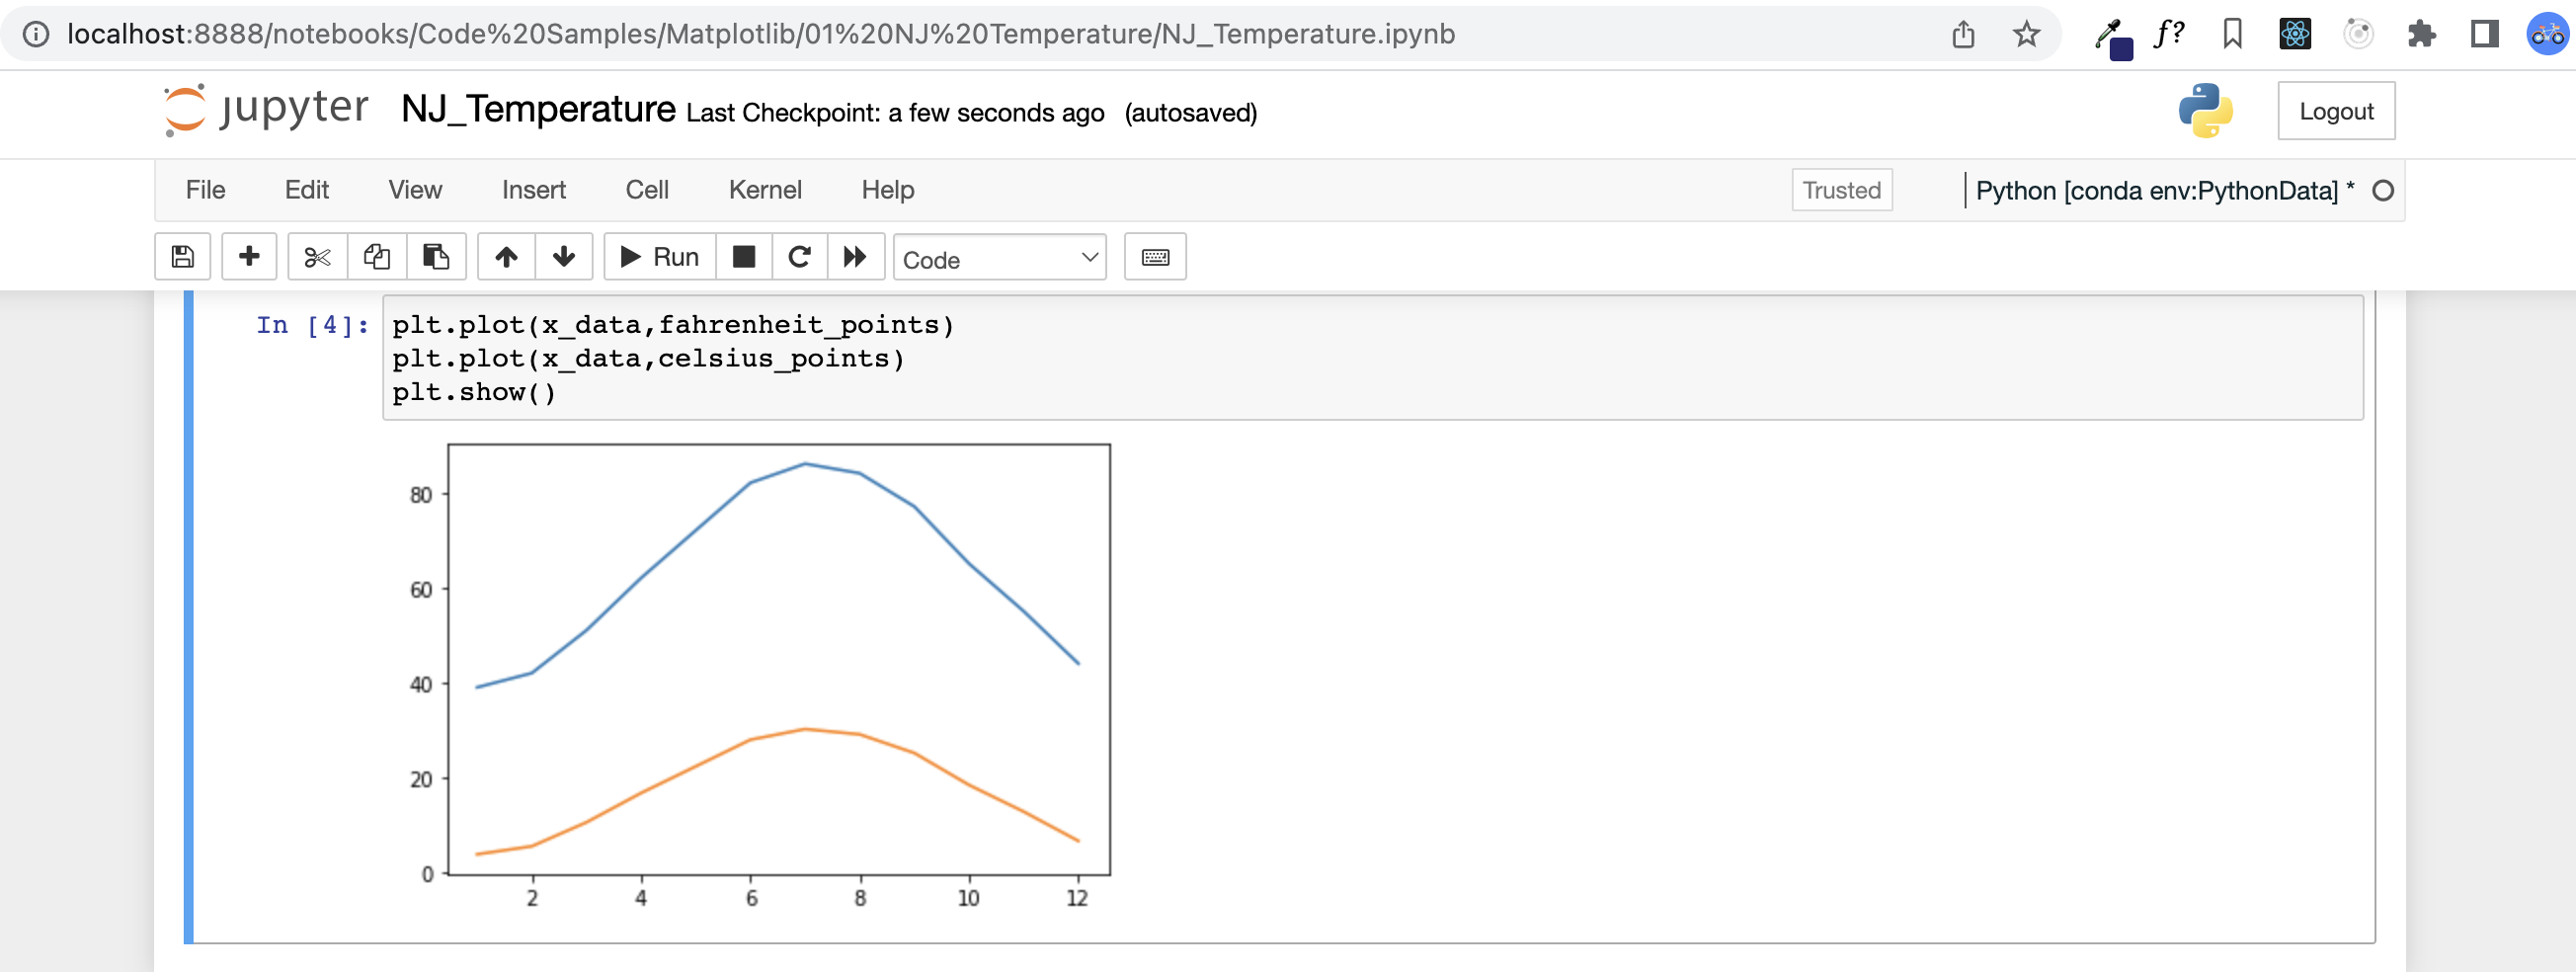 localhost:8888/notebooks/Code%20Samples/Matplotlib/01%20NJ%20Temperature/NJ_Temperature.ipynb
f?
jupyter NJ_Temperature Last Checkpoint: a few seconds ago (autosaved)
Logout
File Edit View Insert Cell Kernel Help
Trusted
Python [conda env:PythonData] *
Run
Code
In [4]: plt.plot(x_data,fahrenheit_points)
plt.plot(x_data,celsius_points)
plt.show()
80
60
40
20
0
2 4 6 8 10 12